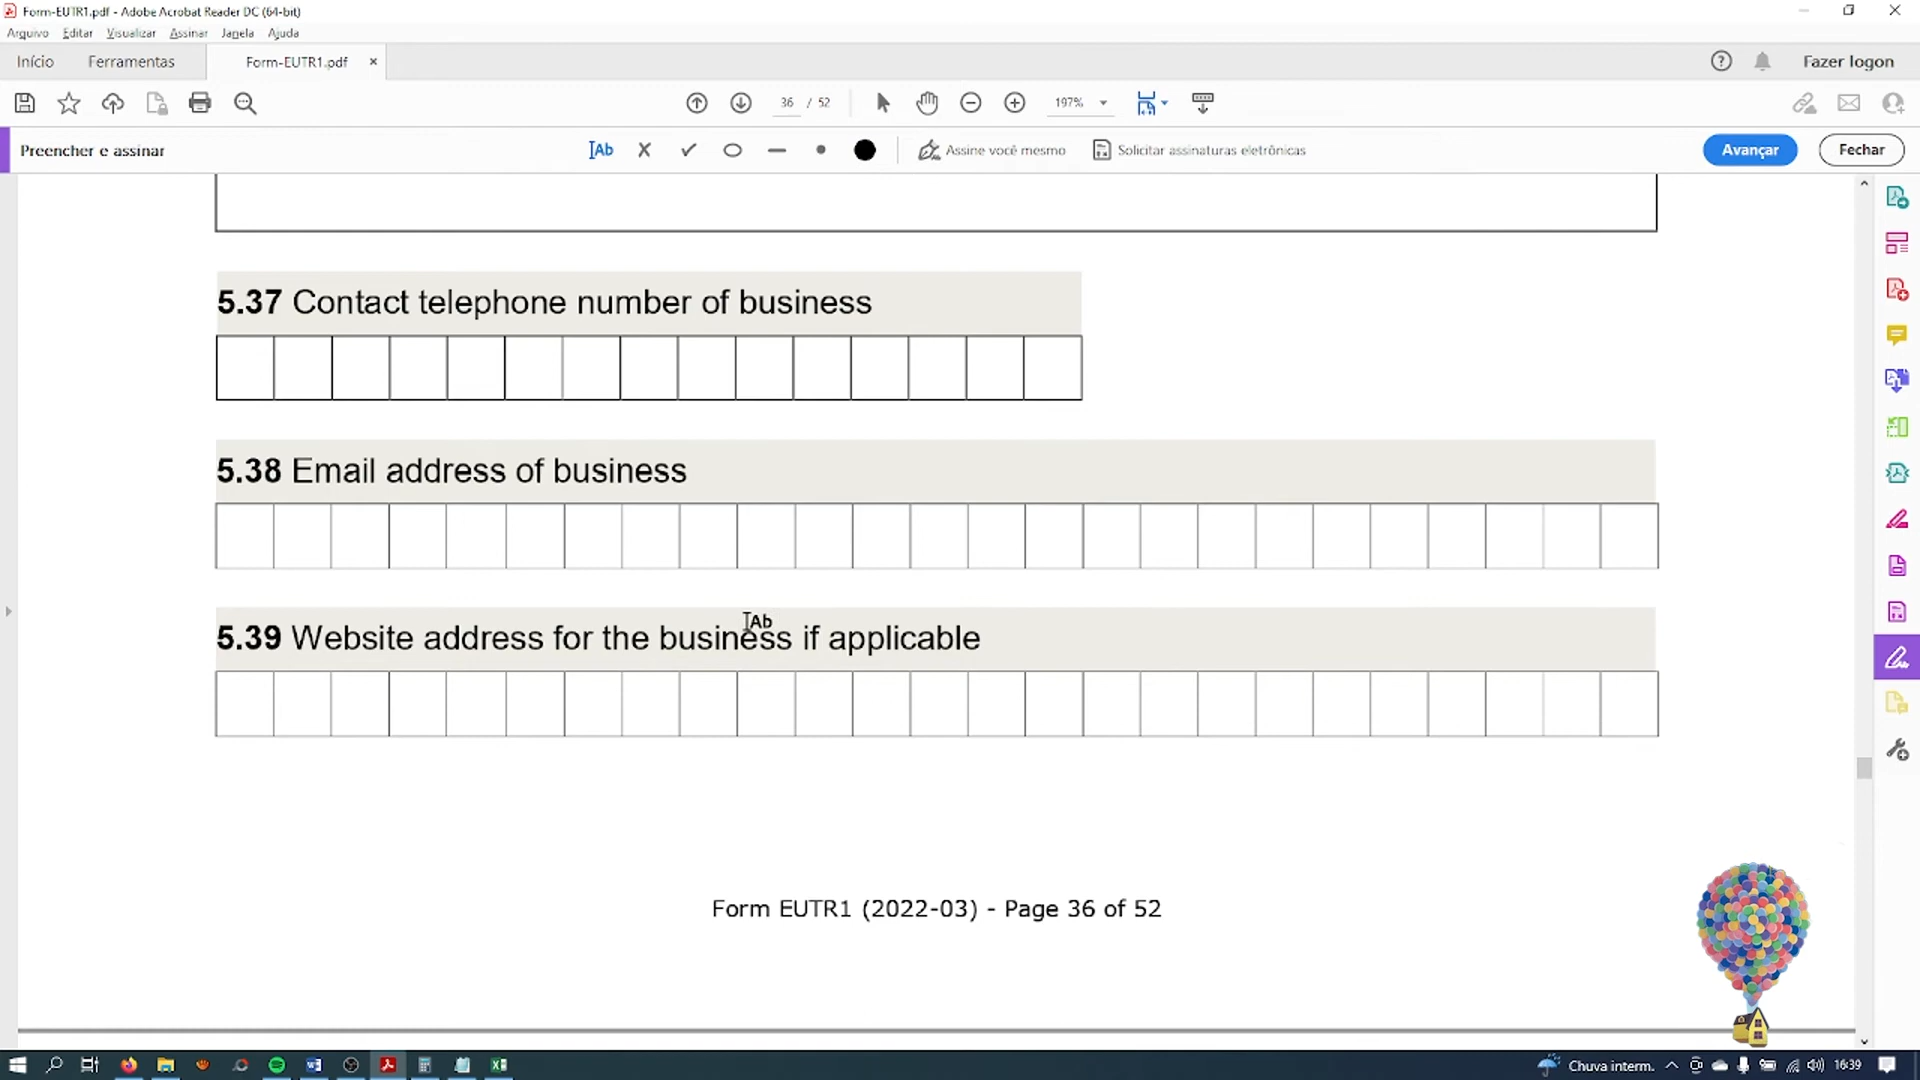 Form-EUTR1.pdf - Adobe Acrobat Reader DC (64-bit)
Arquivo Editar Visualizar Assinar Janela Ajuda
Início Ferramentas Form-EUTR1.pdf × Fazer logon
36 / 52 197%
Preencher e assinar Ab Assine você mesmo Solicitar assinaturas eletrônicas Avançar Fechar
5.37 Contact telephone number of business
5.38 Email address of business
Ab
5.39 Website address for the business if applicable
Form EUTR1 (2022-03) - Page 36 of 52
Chuva interm. 16:39